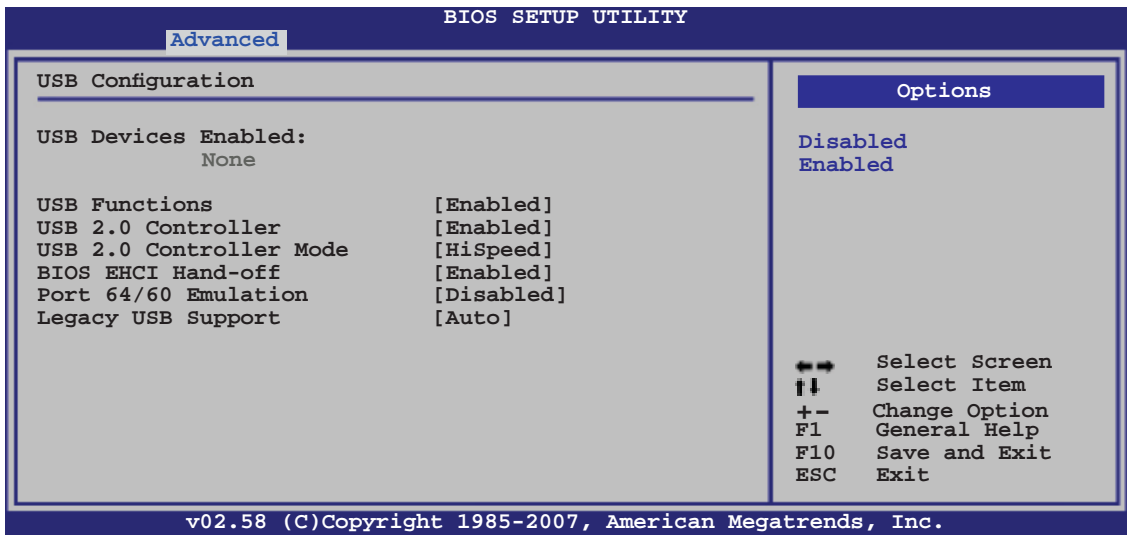 BIOS SETUP UTILITY
Advanced
USB Configuration
USB Devices Enabled:
None
USB Functions [Enabled]
USB 2.0 Controller [Enabled]
USB 2.0 Controller Mode [HiSpeed]
BIOS EHCI Hand-off [Enabled]
Port 64/60 Emulation [Disabled]
Legacy USB Support [Auto]
Options
Disabled
Enabled
←→ Select Screen
↑↓ Select Item
+- Change Option
F1 General Help
F10 Save and Exit
ESC Exit
v02.58 (C)Copyright 1985-2007, American Megatrends, Inc.